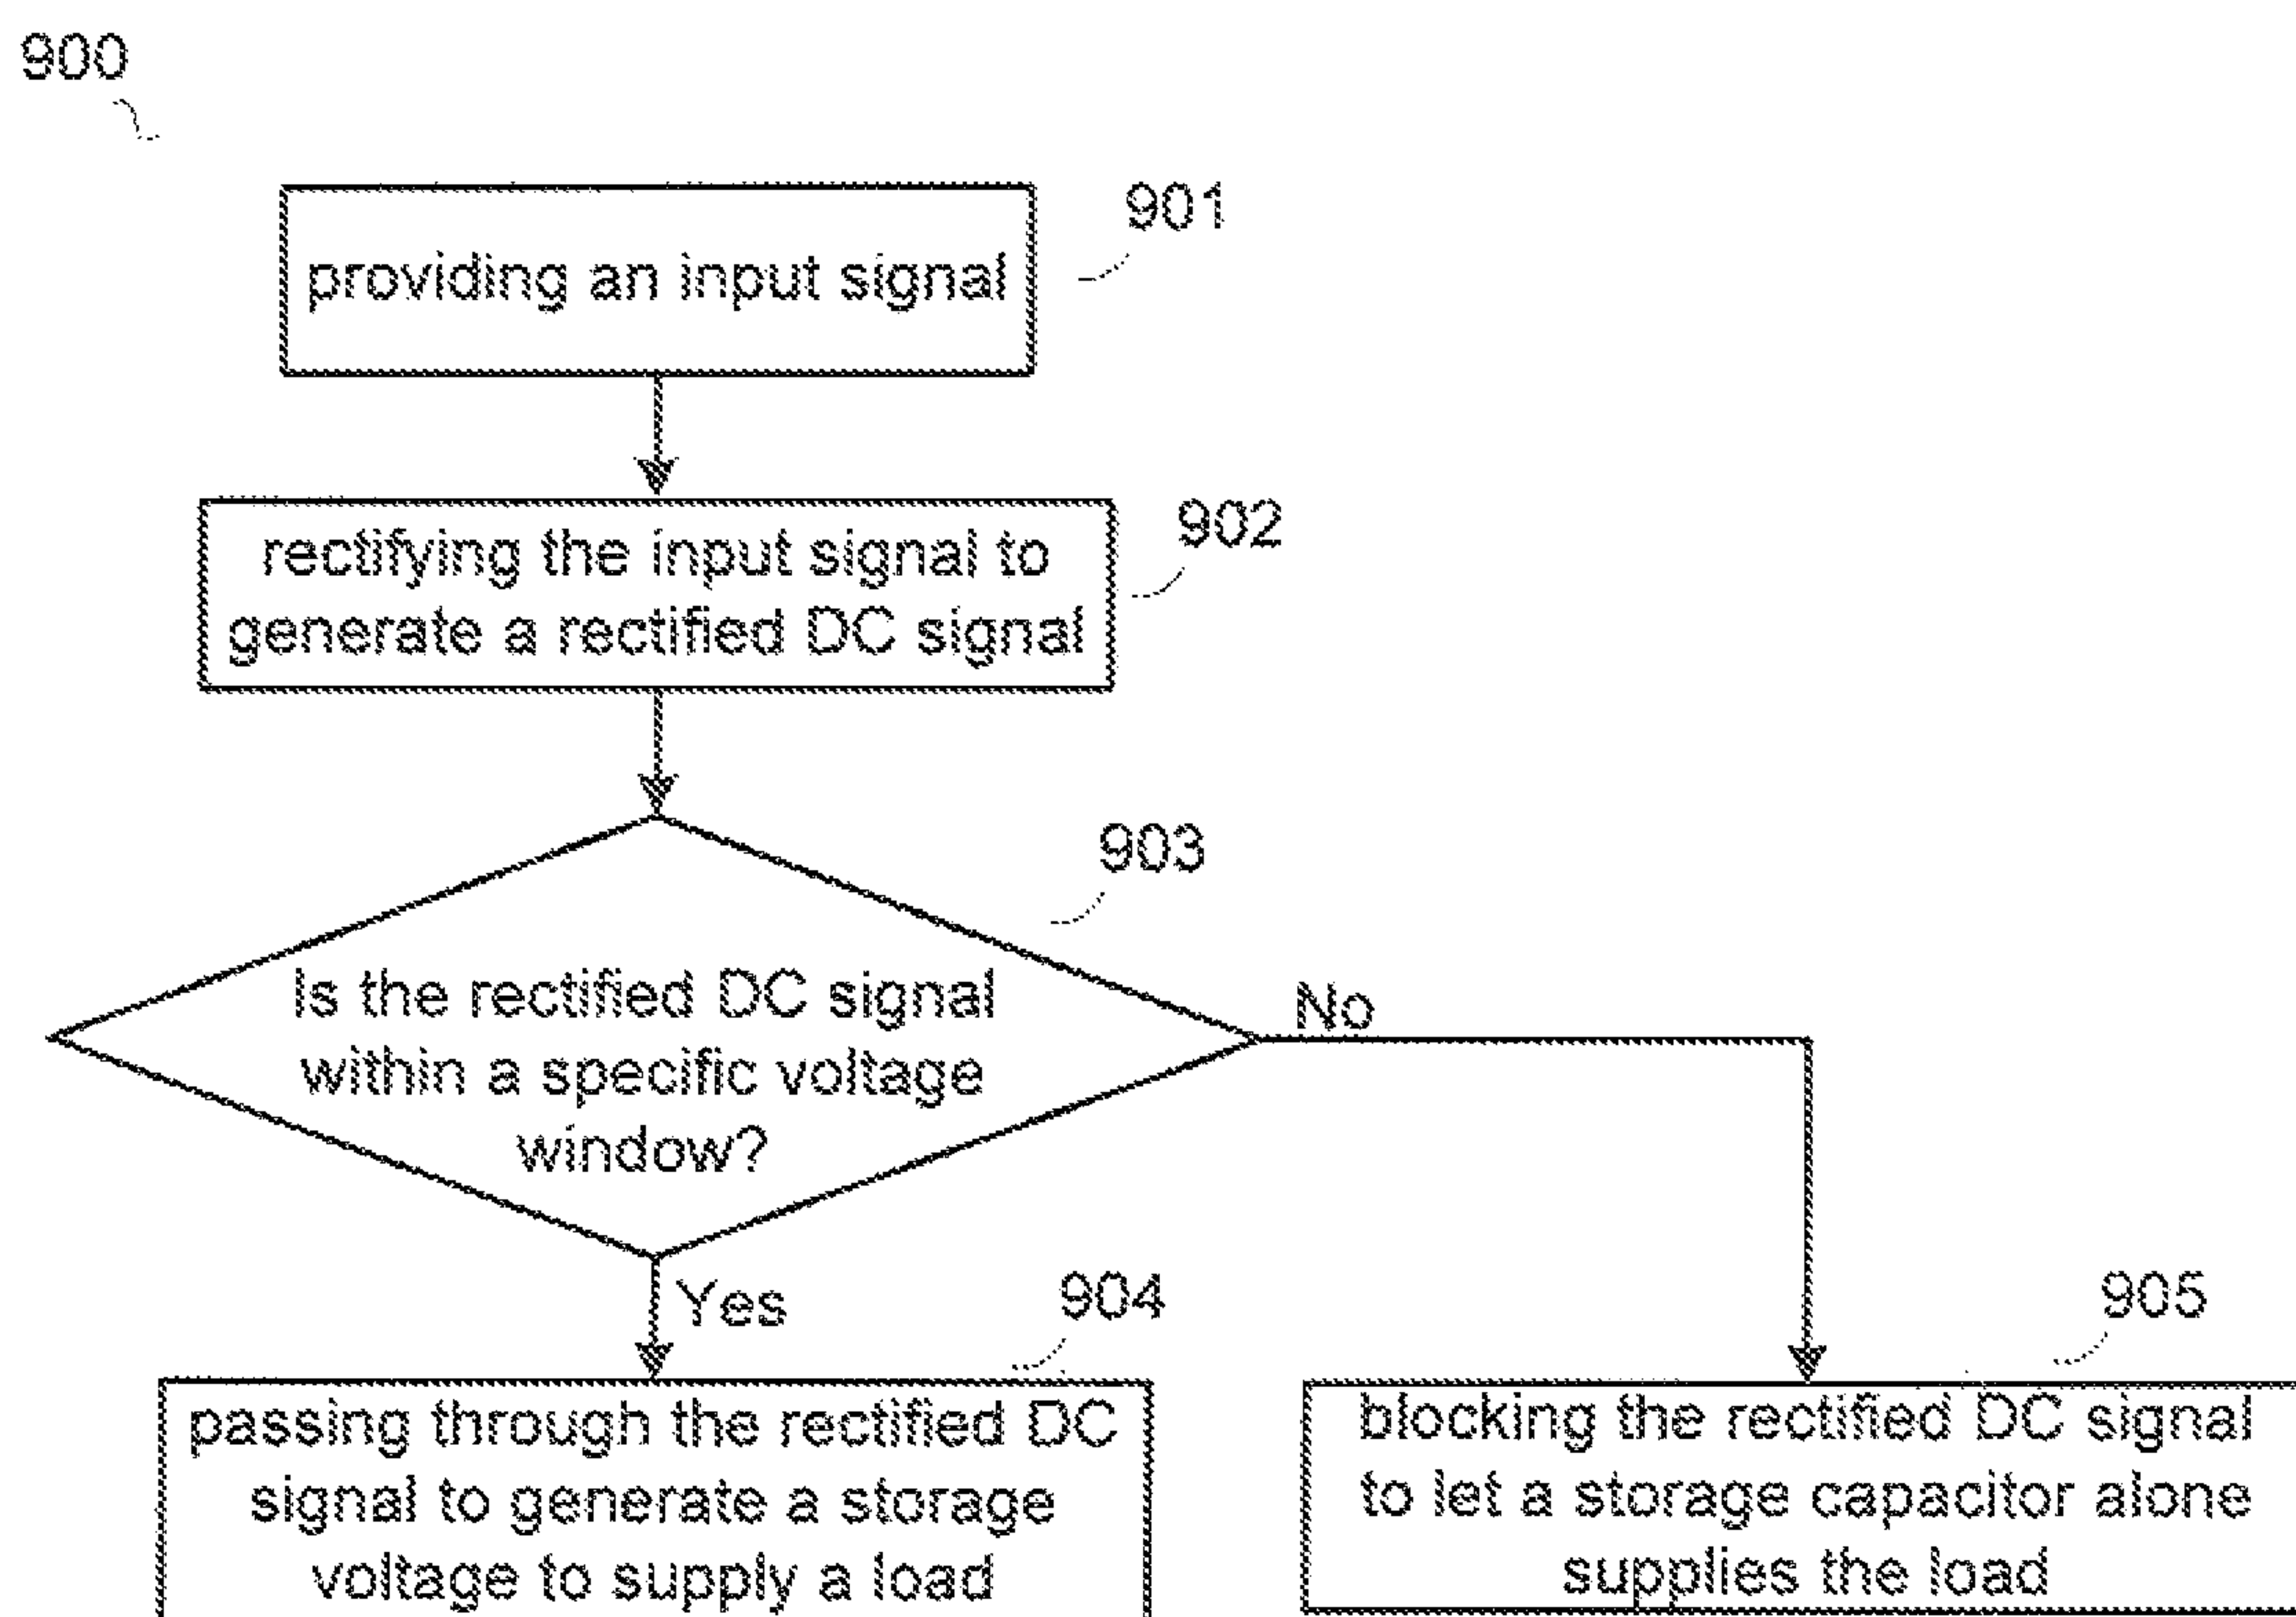 900
901
providing an input signal
902
rectifying the input signal to
generate a rectified DC signal
903
Is the rectified DC signal
within a specific voltage
window?
No
Yes
904
passing through the rectified DC
signal to generate a storage
voltage to supply a load
905
blocking the rectified DC signal
to let a storage capacitor alone
supplies the load